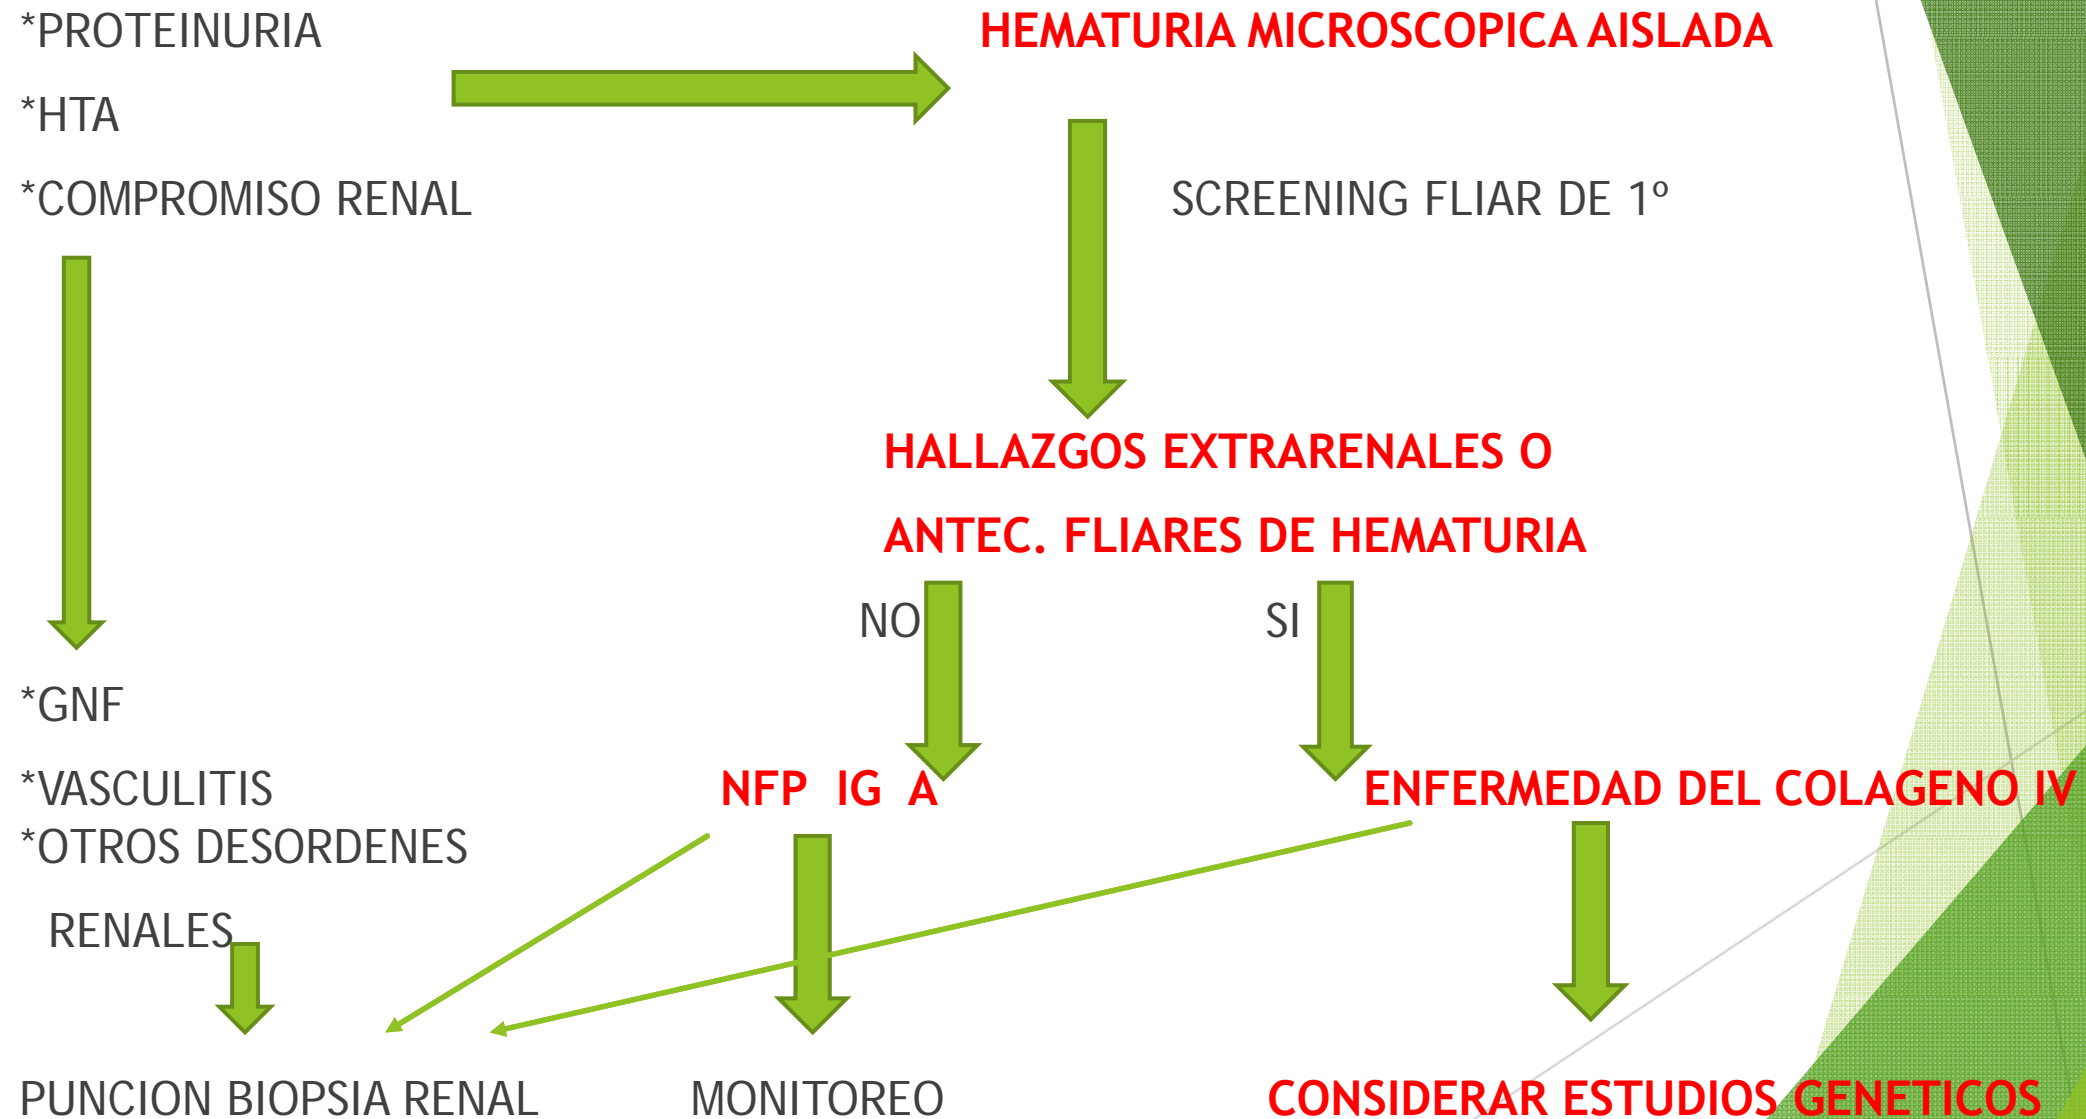 *PROTEINURIA
HEMATURIA MICROSCOPICA AISLADA
*HTA
*COMPROMISO RENAL
SCREENING FLIAR DE 1º
HALLAZGOS EXTRARENALES O
ANTEC. FLIARES DE HEMATURIA
NO
SI
*GNF
*VASCULITIS
NFP IG A
ENFERMEDAD DEL COLAGENO IV
*OTROS DESORDENES
RENALES
PUNCION BIOPSIA RENAL
MONITOREO
CONSIDERAR ESTUDIOS GENETICOS